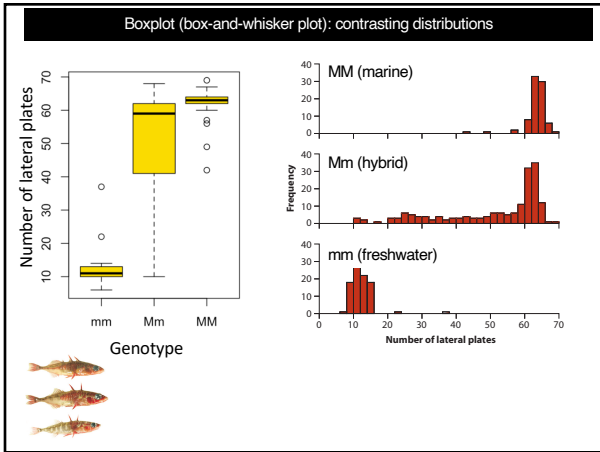 Boxplot (box-and-whisker plot): contrasting distributions
Number of lateral plates
70
60
50
40
30
20
10
mm Mm MM
Genotype
Frequency
MM (marine)
40
30
20
10
0
Mm (hybrid)
40
30
20
10
0
mm (freshwater)
40
30
20
10
0
0 10 20 30 40 50 60 70
Number of lateral plates